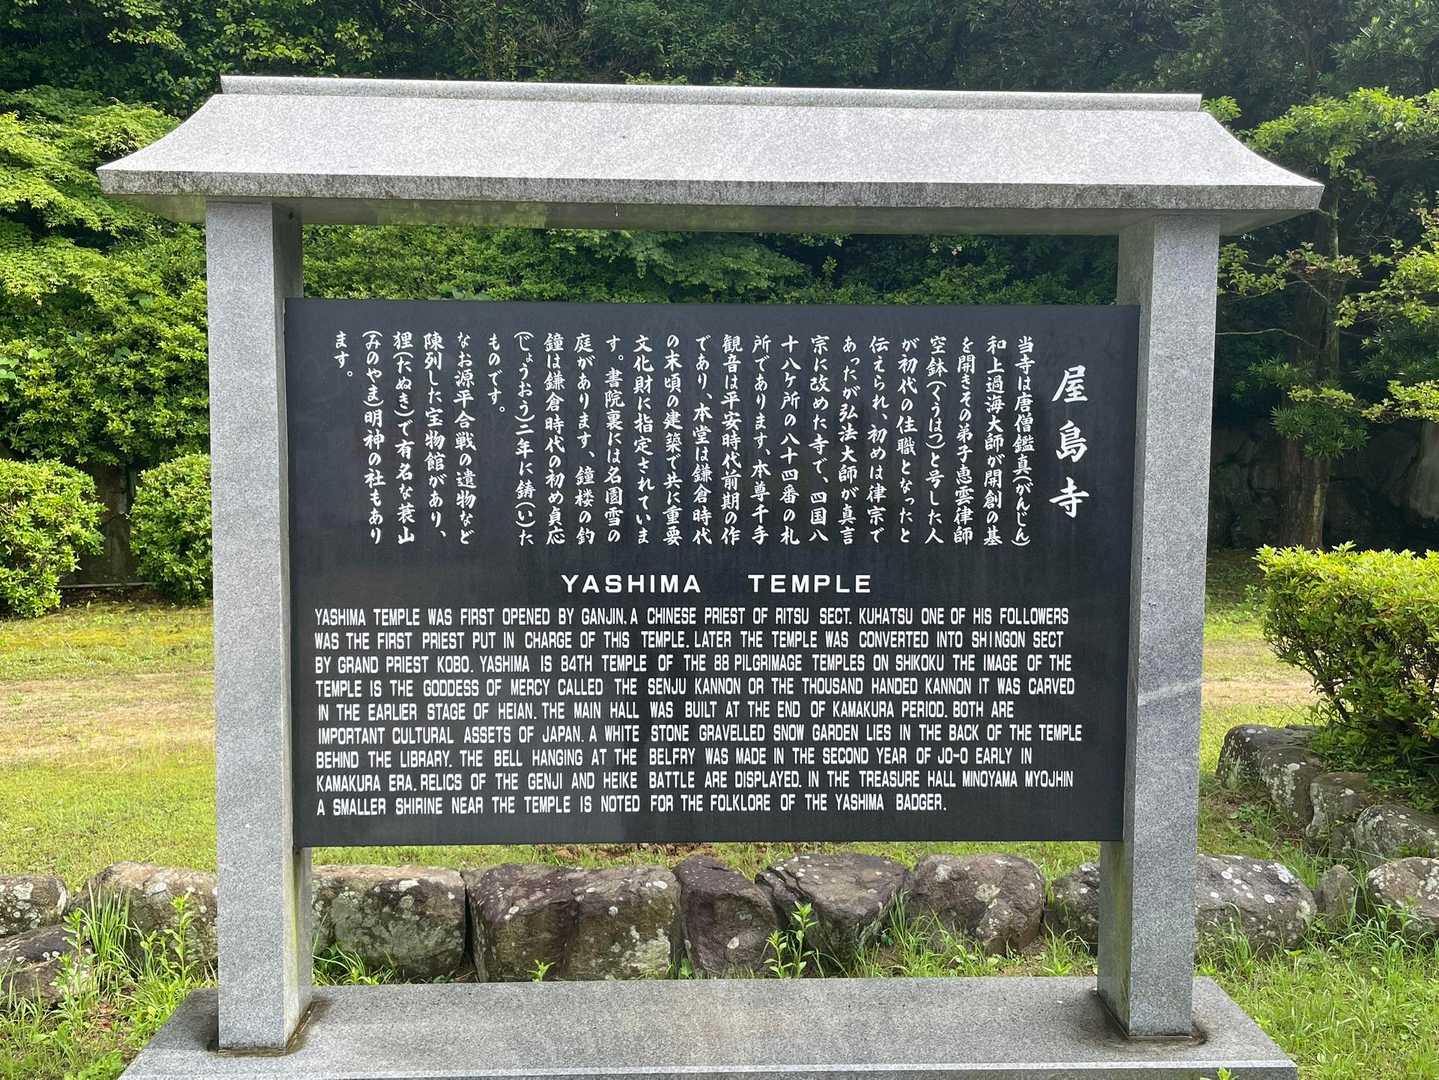 屋島寺
当寺は唐僧鑑真(がんじん)
和上過海大師が開創の基
を開きその弟子恵雲律師
空鉢(くうはつ)と号した人
が初代の住職となったと
伝えられ、初めは律宗で
あったが弘法大師が真言
宗に改めた寺で、四国八
十八ヶ所の八十四番の札
所であります、本尊千手
観音は平安時代前期の作
であり、本堂は鎌倉時代
の末頃の建築で共に重要
文化財に指定されていま
す。書院裏には名園雪の
庭があります、鐘楼の釣
鐘は鎌倉時代の初め貞応
(じょうおう)二年に鋳(い)た
ものです。
なお源平合戦の遺物など
陳列した宝物館があり、
狸(たぬき)で有名な蓑山
(みのやま)明神の社もあり
ます。
YASHIMA TEMPLE
YASHIMA TEMPLE WAS FIRST OPENED BY GANJIN. A CHINESE PRIEST OF RITSU SECT. KUHATSU ONE OF HIS FOLLOWERS
WAS THE FIRST PRIEST PUT IN CHARGE OF THIS TEMPLE. LATER THE TEMPLE WAS CONVERTED INTO SHINGON SECT
BY GRAND PRIEST KOBO. YASHIMA IS 84TH TEMPLE OF THE 88 PILGRIMAGE TEMPLES ON SHIKOKU THE IMAGE OF THE
TEMPLE IS THE GODDESS OF MERCY CALLED THE SENJU KANNON OR THE THOUSAND HANDED KANNON IT WAS CARVED
IN THE EARLIER STAGE OF HEIAN. THE MAIN HALL WAS BUILT AT THE END OF KAMAKURA PERIOD. BOTH ARE
IMPORTANT CULTURAL ASSETS OF JAPAN. A WHITE STONE GRAVELLED SNOW GARDEN LIES IN THE BACK OF THE TEMPLE
BEHIND THE LIBRARY. THE BELL HANGING AT THE BELFRY WAS MADE IN THE SECOND YEAR OF JO-O EARLY IN
KAMAKURA ERA. RELICS OF THE GENJI AND HEIKE BATTLE ARE DISPLAYED. IN THE TREASURE HALL MINOYAMA MYOJHIN
A SMALLER SHIRINE NEAR THE TEMPLE IS NOTED FOR THE FOLKLORE OF THE YASHIMA BADGER.